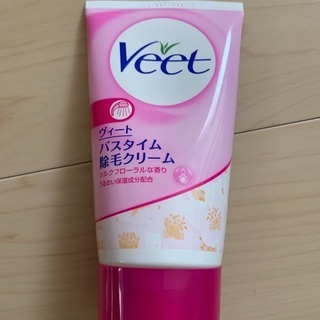 Veet
ヴィート
バスタイム
除毛クリーム
シルクフローラルな香り
うるおい保湿成分配合